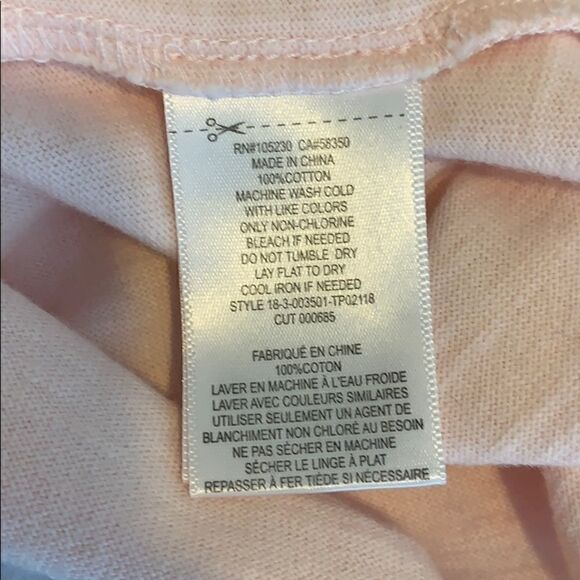 RN#105230 CA#58350
MADE IN CHINA
100%COTTON
MACHINE WASH COLD
WITH LIKE COLORS
ONLY NON-CHLORINE
BLEACH IF NEEDED
DO NOT TUMBLE DRY
LAY FLAT TO DRY
COOL IRON IF NEEDED
STYLE 18-3-003501-TP02118
CUT 000685
FABRIQUÉ EN CHINE
100%COTON
LAVER EN MACHINE À L'EAU FROIDE
LAVER AVEC COULEURS SIMILAIRES
UTILISER SEULEMENT UN AGENT DE
BLANCHIMENT NON CHLORÉ AU BESOIN
NE PAS SÈCHER EN MACHINE
SÉCHER LE LINGE À PLAT
REPASSER À FER TIÈDE SI NÉCESSAIRE